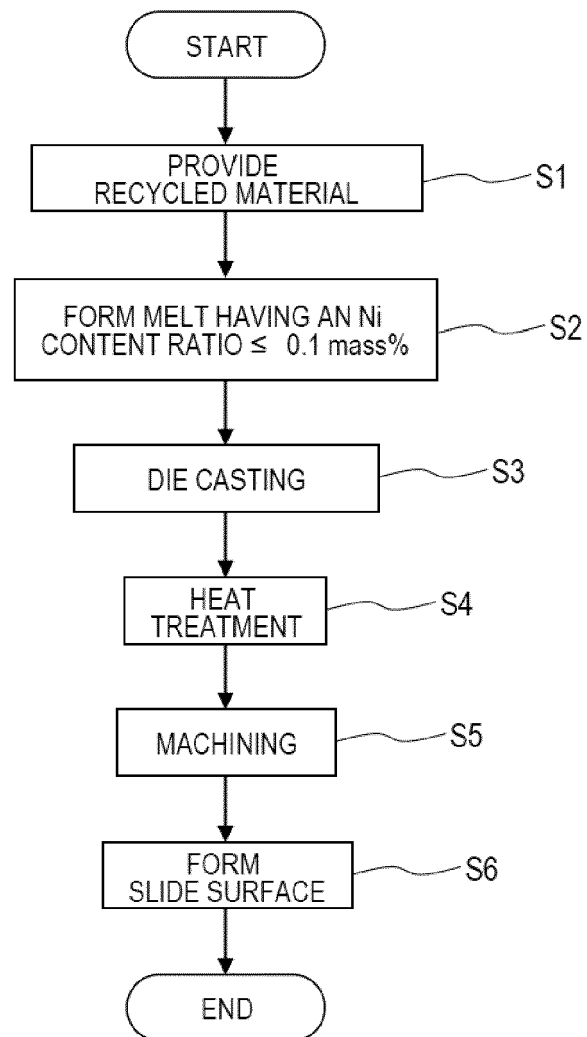 START
PROVIDE
RECYCLED MATERIAL
S1
FORM MELT HAVING AN Ni
CONTENT RATIO ≤ 0.1 mass%
S2
DIE CASTING
S3
HEAT
TREATMENT
S4
MACHINING
S5
FORM
SLIDE SURFACE
S6
END